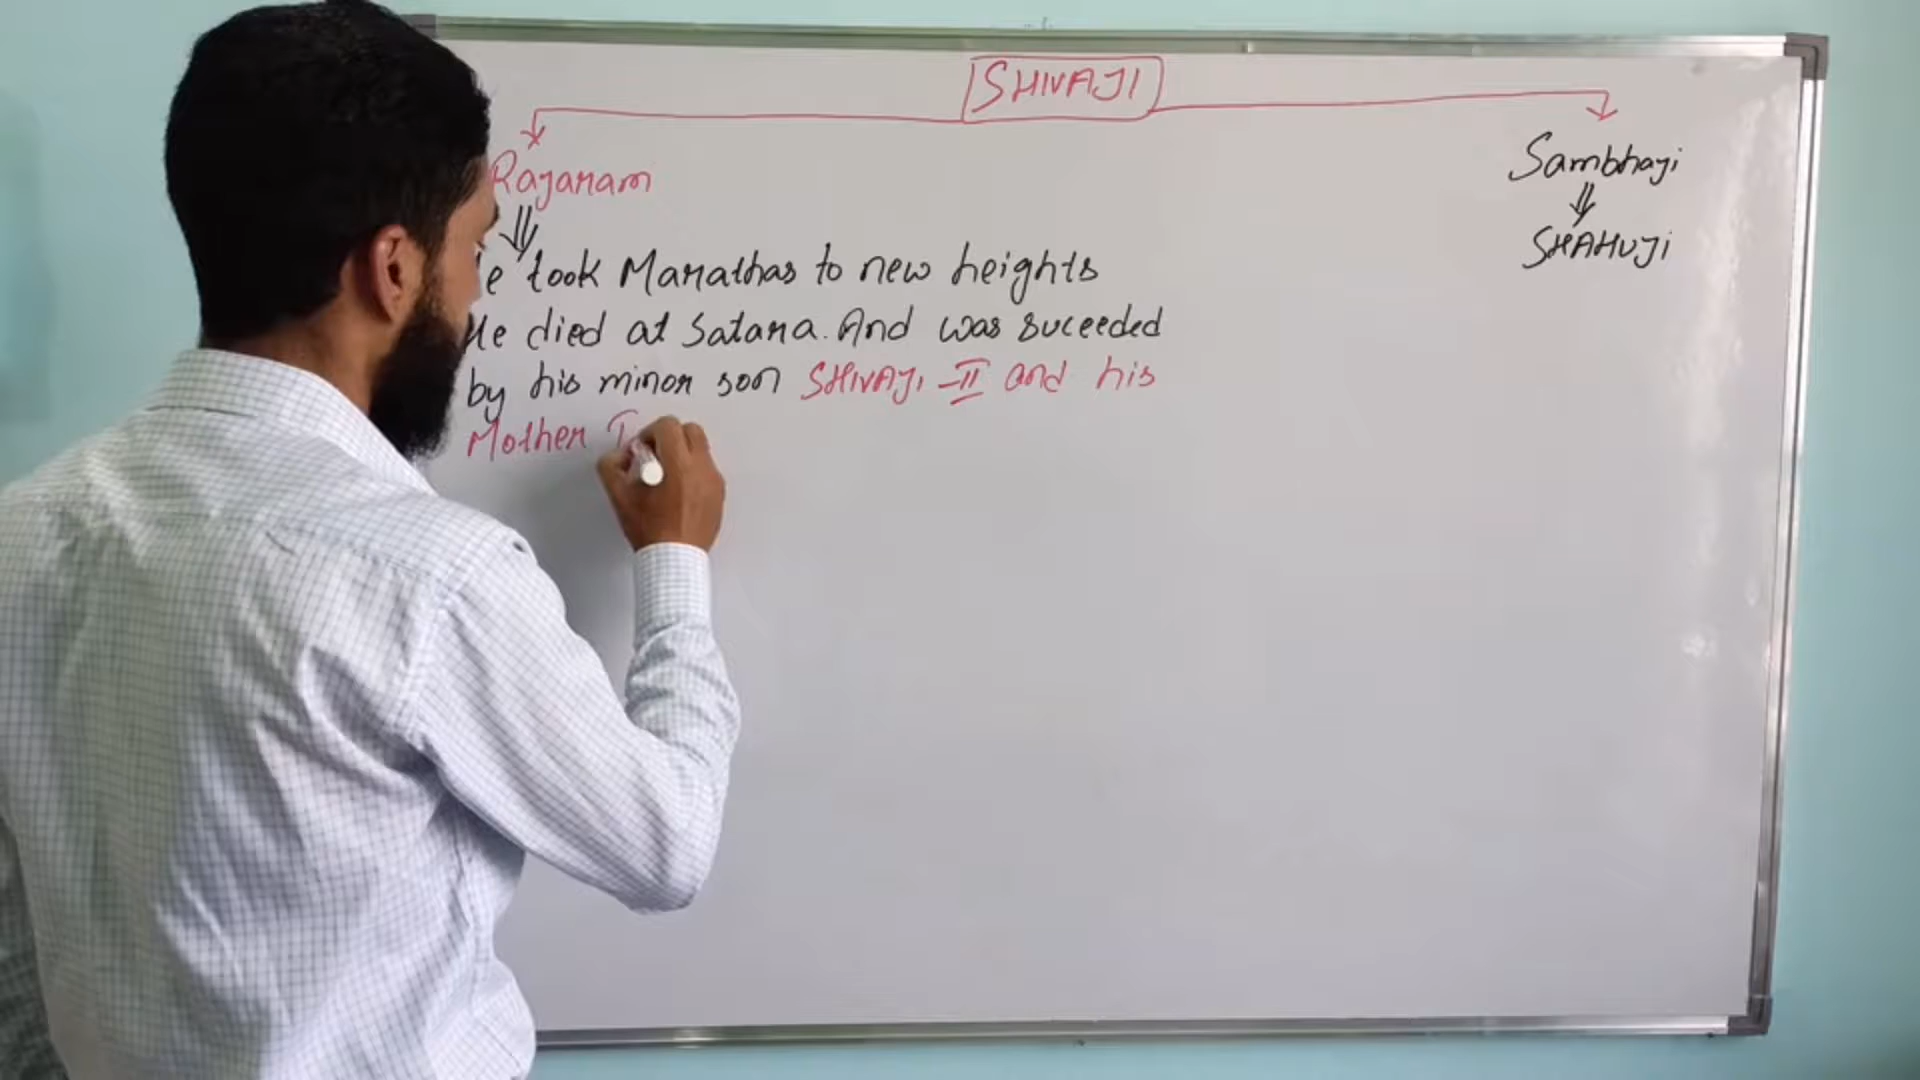 SHIVAJI
Rajaram
Sambhaji
SHAHUJi
took Marathas to new heights
He died at Satara. And was suceeded
by his minor son SHIVAJI -II and his
Mother